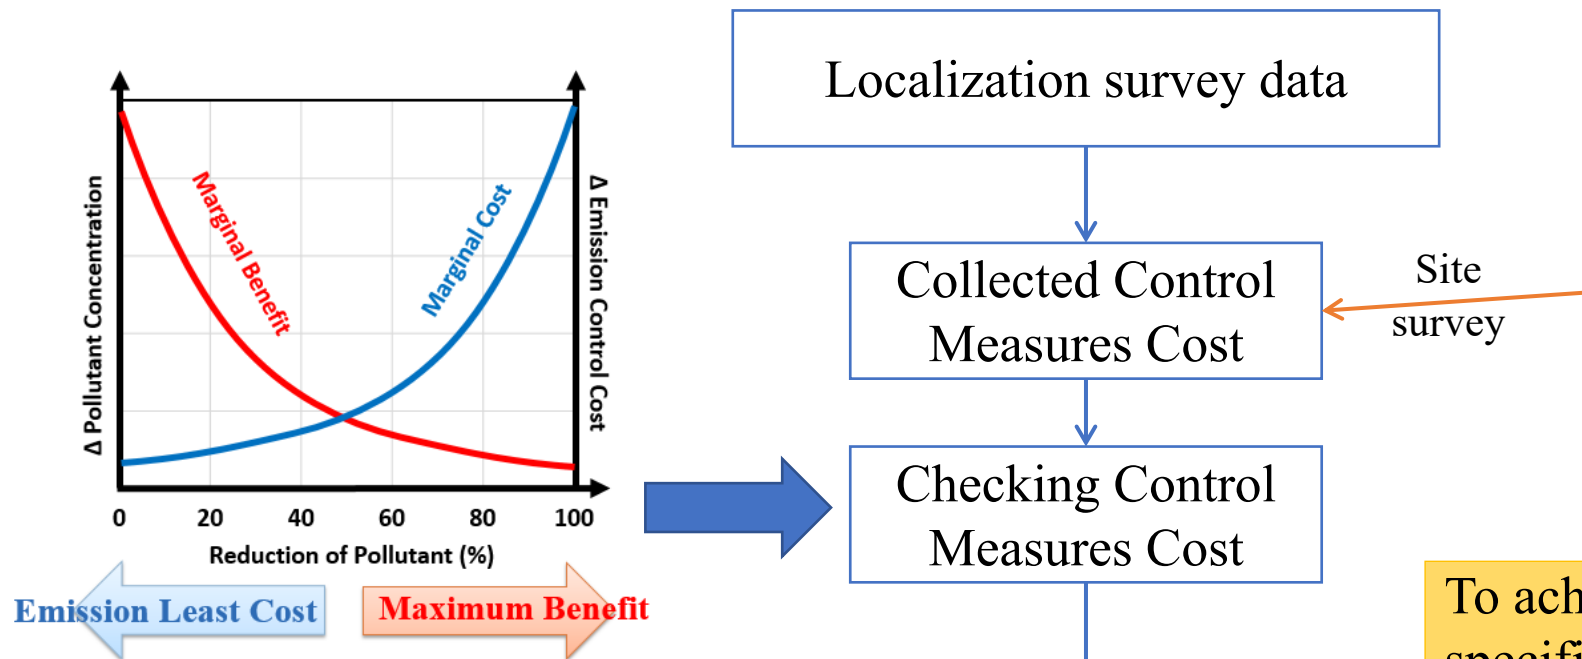 Localization survey data
Collected Control
Measures Cost
Site
survey
Checking Control
Measures Cost
Δ Pollutant Concentration
Marginal Benefit
Marginal Cost
Δ Emission Control Cost
0 20 40 60 80 100
Reduction of Pollutant (%)
Emission Least Cost
Maximum Benefit
To ach